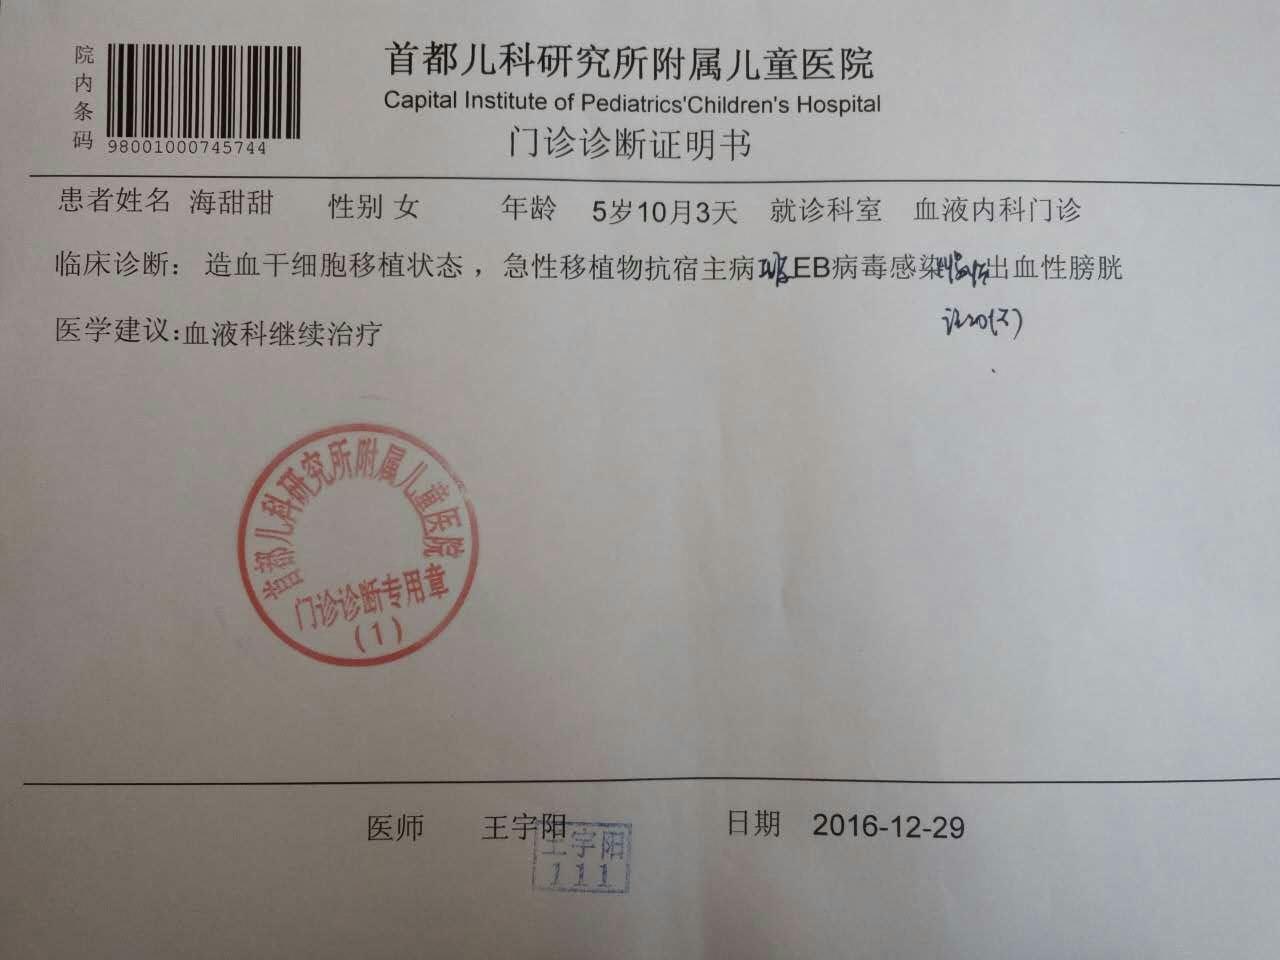 院内条码
98001000745744
首都儿科研究所附属儿童医院
Capital Institute of Pediatrics'Children's Hospital
门诊诊断证明书
患者姓名 海甜甜 性别 女 年龄 5岁10月3天 就诊科室 血液内科门诊
临床诊断： 造血干细胞移植状态 ，急性移植物抗宿主病 EB病毒感染 出血性膀胱
医学建议:血液科继续治疗
首都儿科研究所附属儿童医院
门诊诊断专用章
(1)
医师 王宇阳 日期 2016-12-29
王宇阳
111